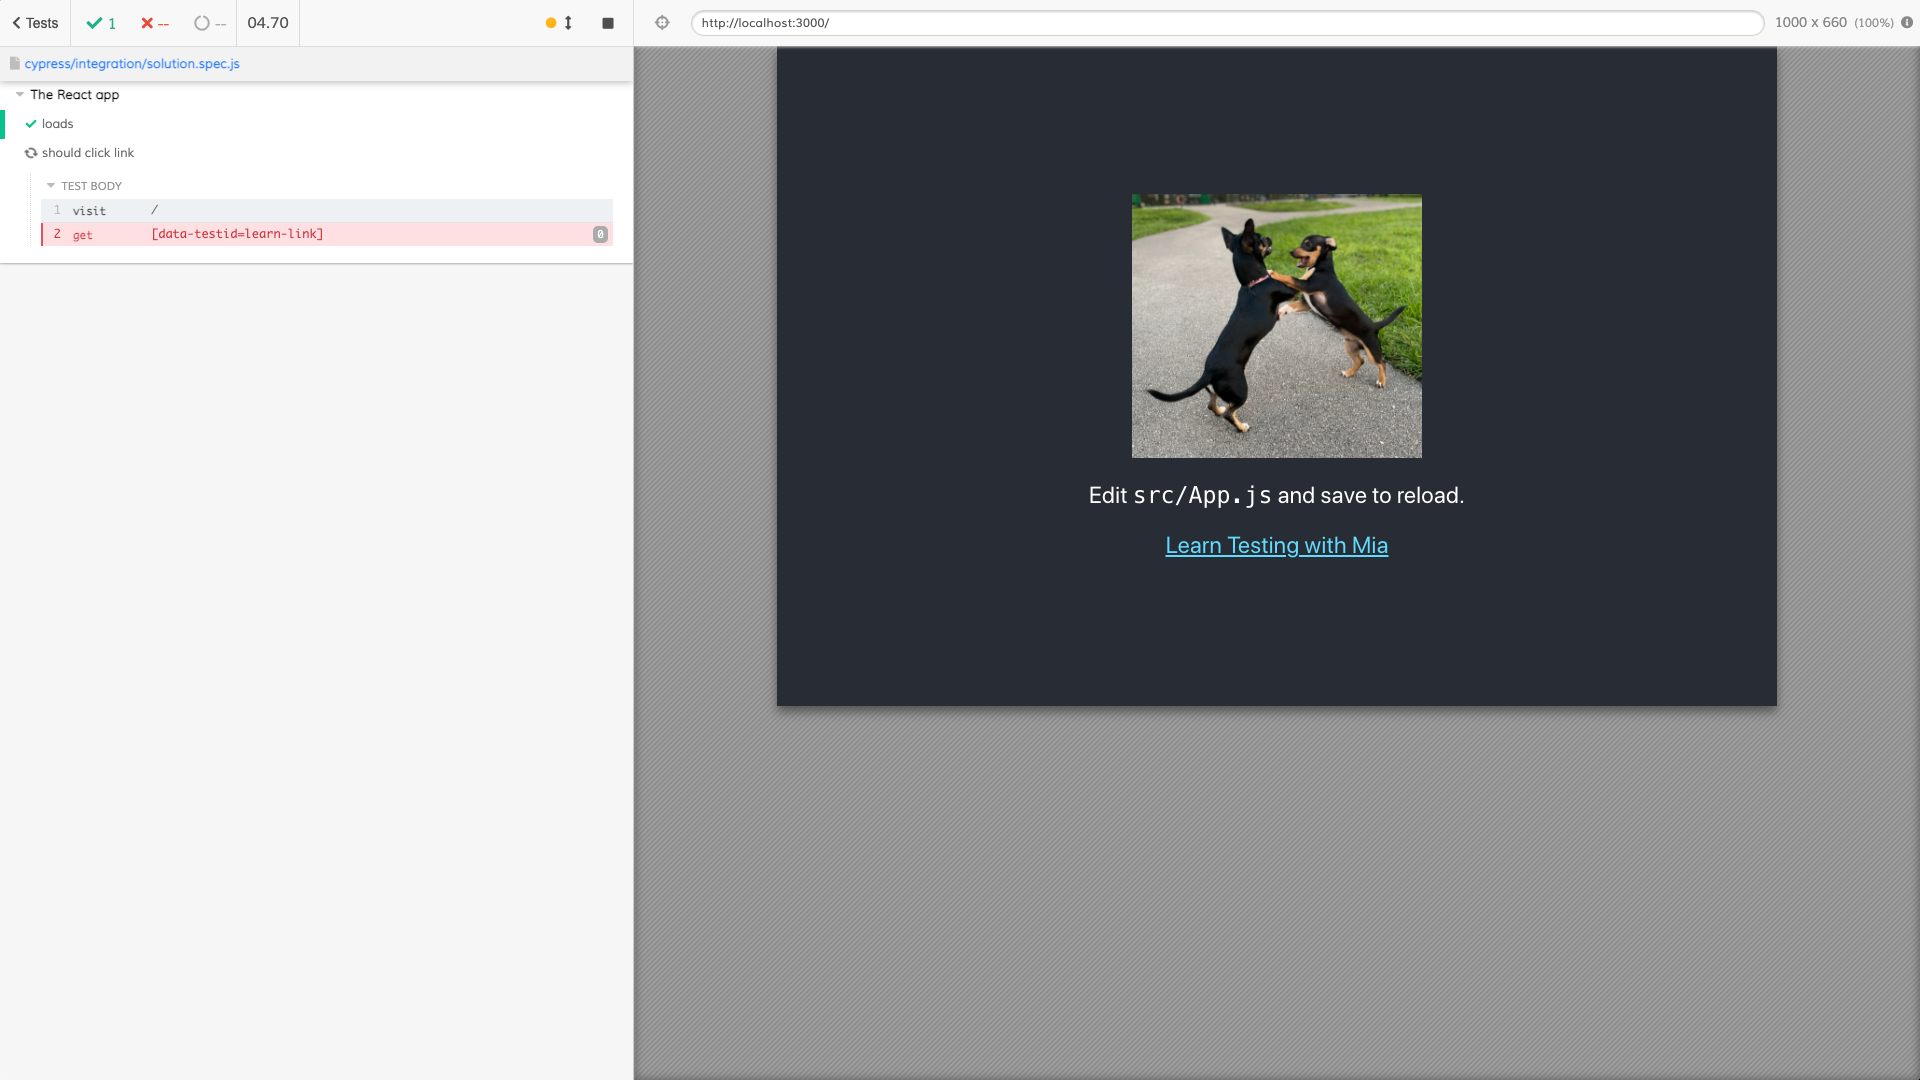 Tests
1
--
--
04.70
http://localhost:3000/
1000 x 660 (100%)
cypress/integration/solution.spec.js
The React app
loads
should click link
TEST BODY
1 visit /
2 get [data-testid=learn-link] 0
Edit src/App.js and save to reload.
Learn Testing with Mia